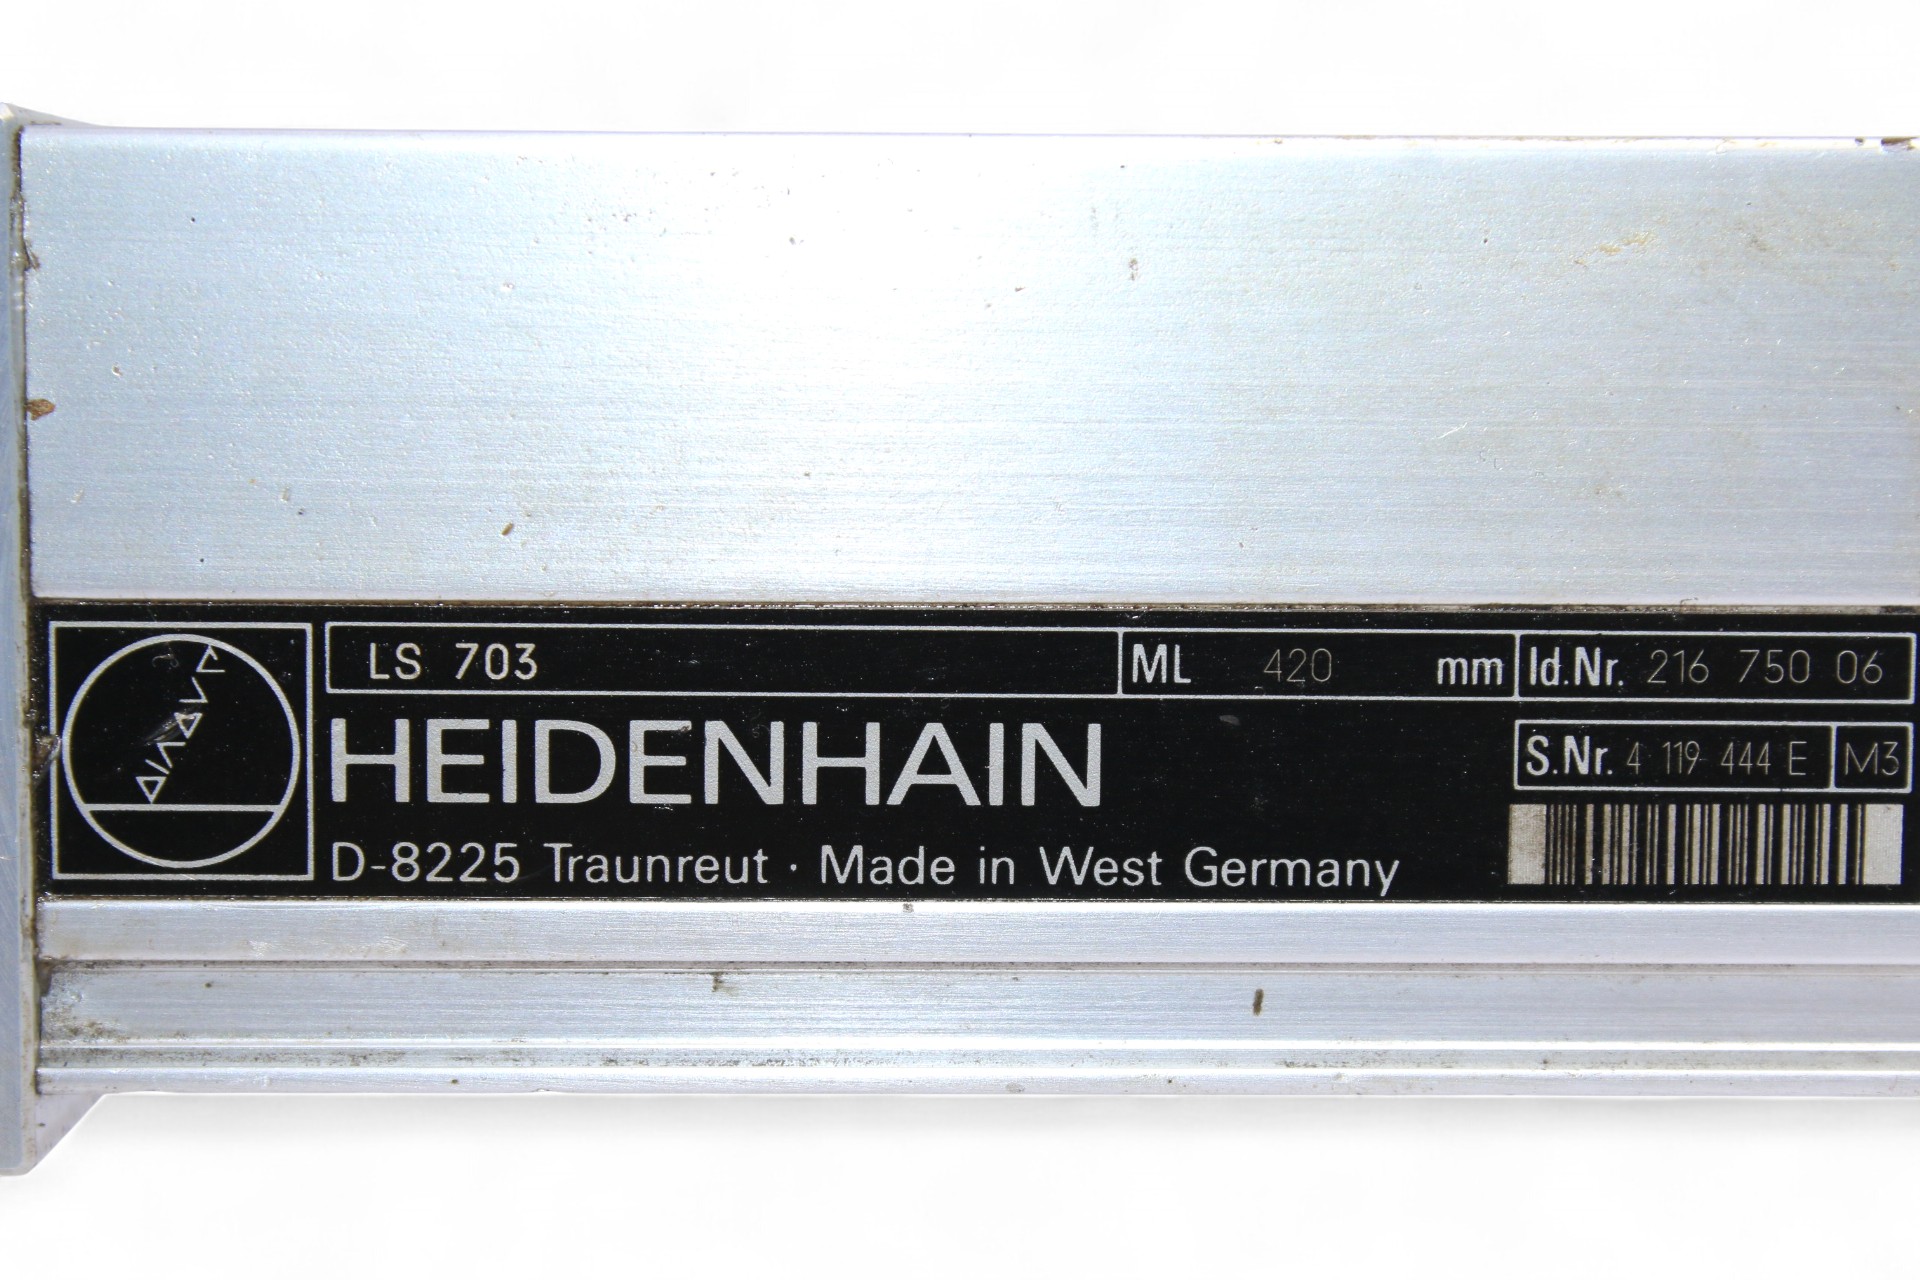 LS 703 ML 420 mm Id.Nr. 216 750 06
HEIDENHAIN
S.Nr. 4 119 444 E M3
D-8225 Traunreut · Made in West Germany